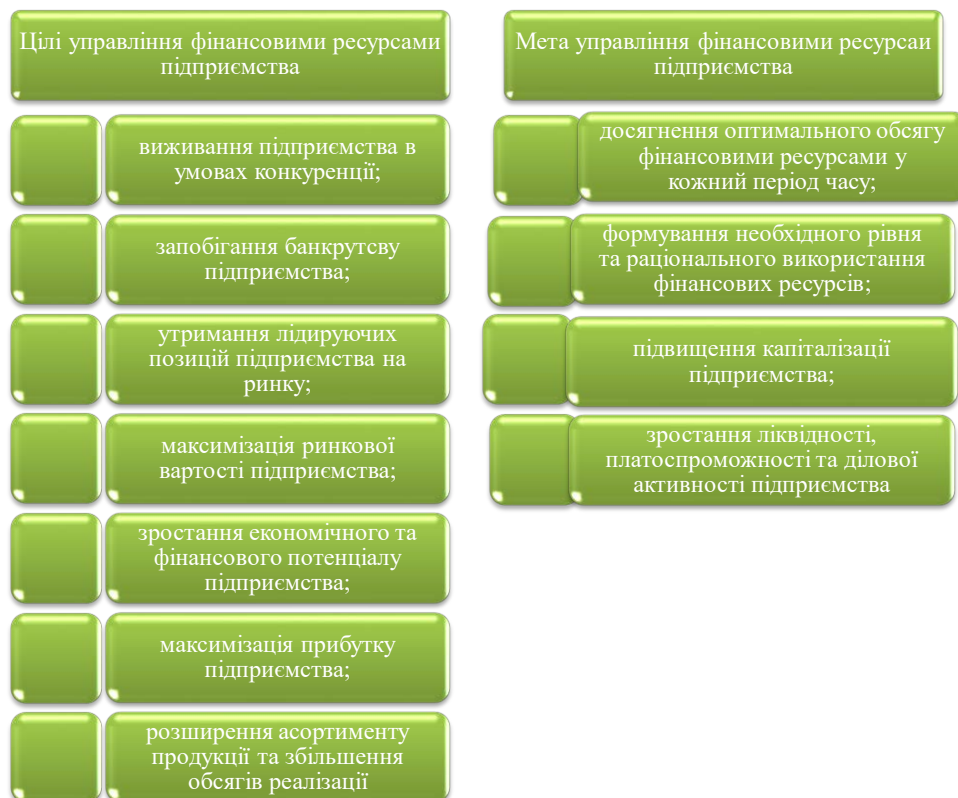 Цілі управління фінансовими ресурсами
підприємства
виживання підприємства в
умовах конкуренції;
запобігання банкрутсву
підприємства;
утримання лідируючих
позицій підприємства на
ринку;
максимізація ринкової
вартості підприємства;
зростання економічного та
фінансового потенціалу
підприємства;
максимізація прибутку
підприємства;
розширення асортименту
продукції та збільшення
обсягів реалізації
Мета управління фінансовими ресурсаи
підприємства
досягнення оптимального обсягу
фінансовими ресурсами у
кожний період часу;
формування необхідного рівня
та раціонального використання
фінансових ресурсів;
підвищення капіталізації
підприємства;
зростання ліквідності,
платоспроможності та ділової
активності підприємства